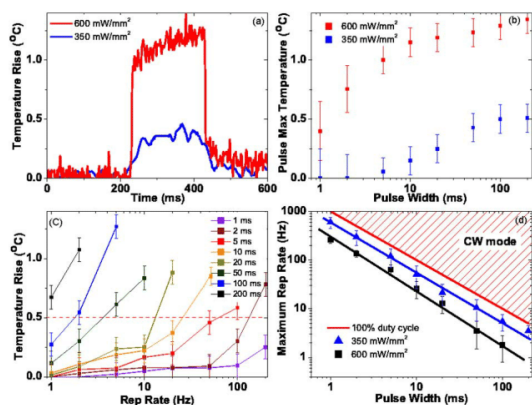 (a)
600 mW/mm²
350 mW/mm²
Temperature Rise (°C)
1.0
0.5
0.0
0
200
400
600
Time (ms)
(b)
600 mW/mm²
350 mW/mm²
Pulse Max Temperature (°C)
1.0
0.5
0.0
1
10
100
Pulse Width (ms)
(C)
1 ms
2 ms
5 ms
10 ms
20 ms
50 ms
100 ms
200 ms
Temperature Rise (°C)
1.0
0.5
0.0
1
10
100
Rep Rate (Hz)
(d)
CW mode
100% duty cycle
350 mW/mm²
600 mW/mm²
Maximum Rep Rate (Hz)
1000
100
10
1
1
10
100
Pulse Width (ms)